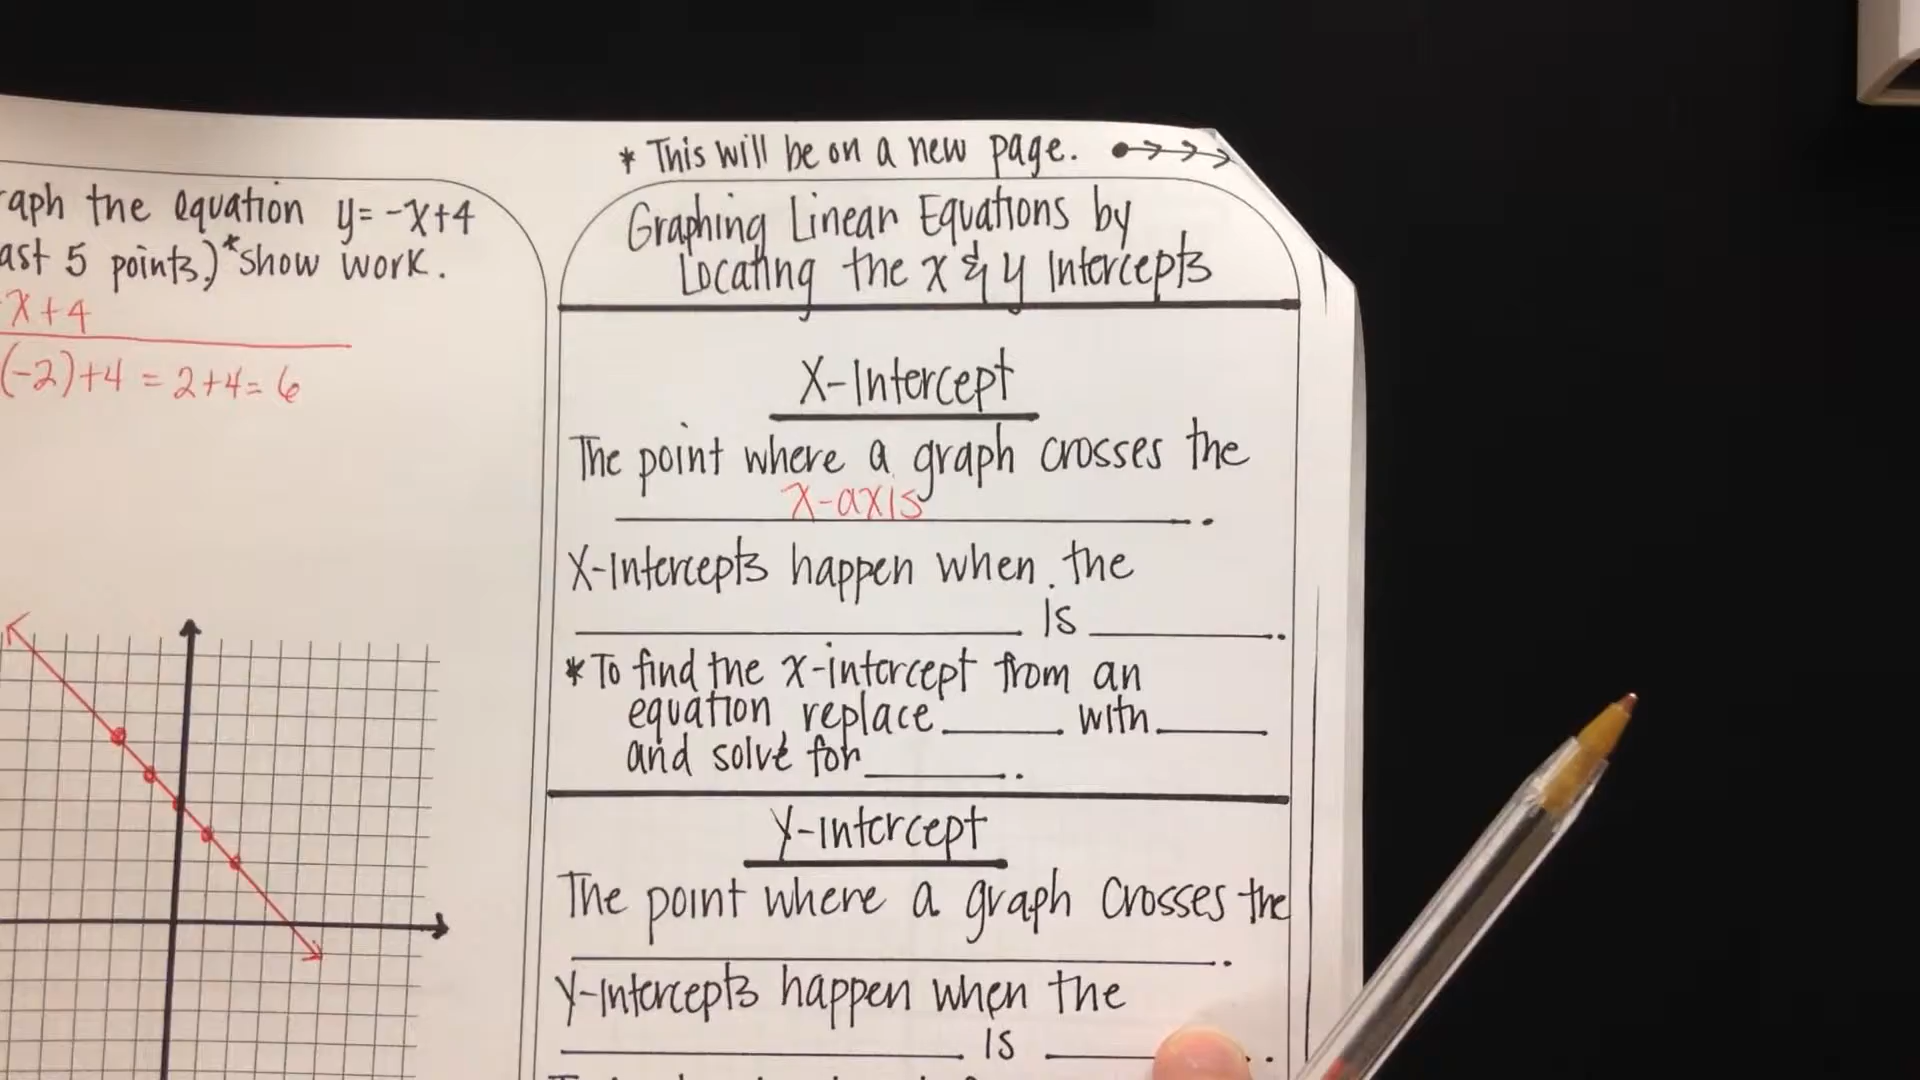 aph the equation y= -x+4
ast 5 points.) *show work.
x+4
(-2)+4 = 2+4= 6
* This will be on a new page.
Graphing Linear Equations by
Locating the x & y Intercepts
X-Intercept
The point where a graph crosses the
x-axis.
X-Intercepts happen when the
is
* To find the x-intercept from an
equation replace with
and solve for .
Y-intercept
The point where a graph crosses the
.
Y-Intercepts happen when the
is .